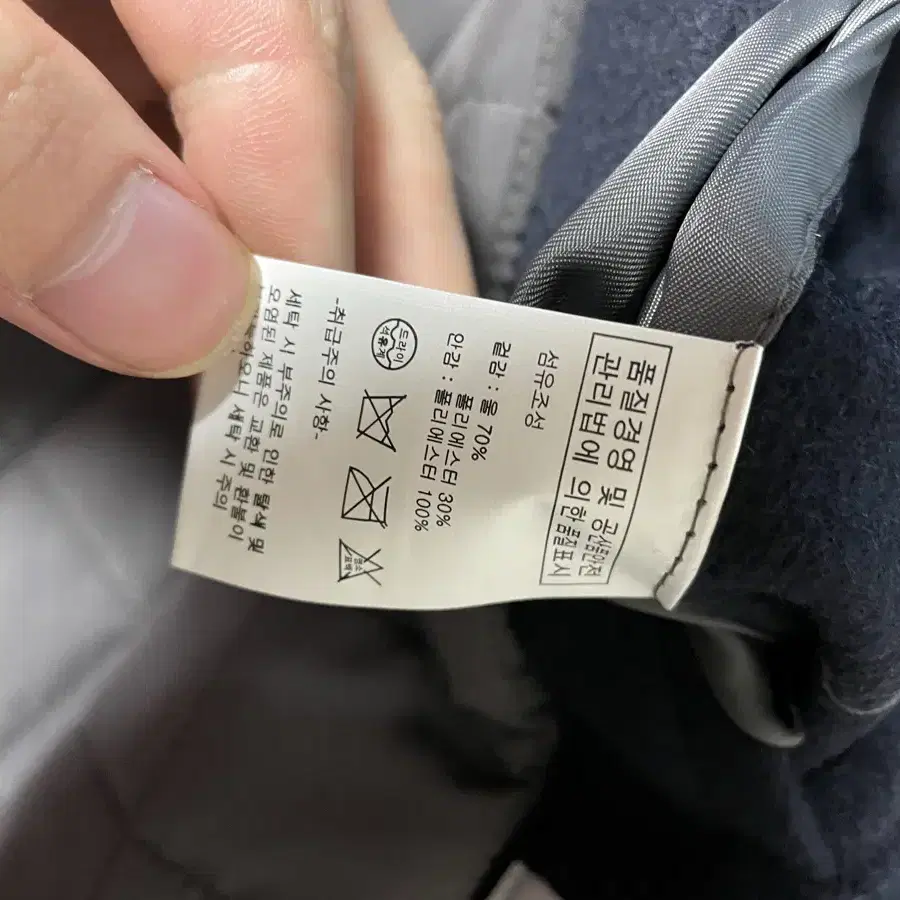 품질경영 및 공산품안전
관리법에 의한 품질표시
섬유조성
겉감 : 울 70%
폴리에스터 30%
안감 : 폴리에스터 100%
드라이
석유계
염소
표백
-취급주의 사항-
세탁 시 부주의로 인한 탈색 및
오염된 제품은 교환 및 환불이
하오니 세탁 시 주의